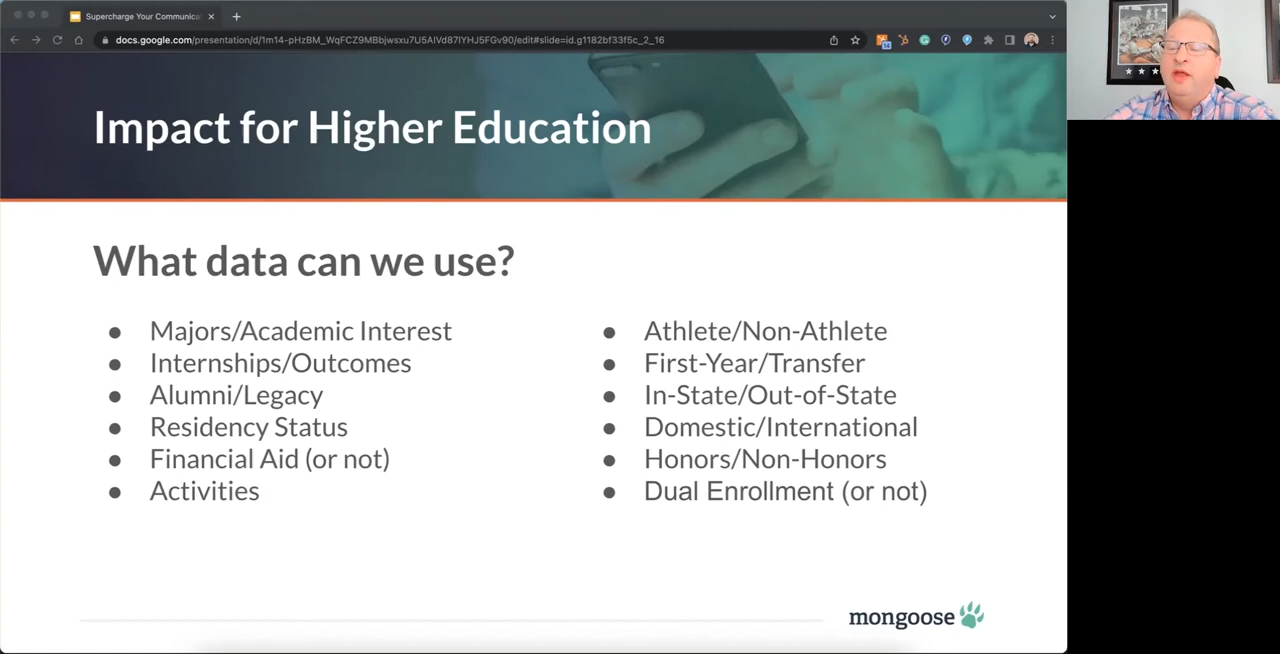 Supercharge Your Communica
docs.google.com/presentation/d/1m14-pHzBM_WqFCZ9MBbjwsxu7U5AlVd87lYHJ5FGv90/edit#slide=id.g1182bf33f5c_2_16
Impact for Higher Education
What data can we use?
Majors/Academic Interest
Internships/Outcomes
Alumni/Legacy
Residency Status
Financial Aid (or not)
Activities
Athlete/Non-Athlete
First-Year/Transfer
In-State/Out-of-State
Domestic/International
Honors/Non-Honors
Dual Enrollment (or not)
mongoose